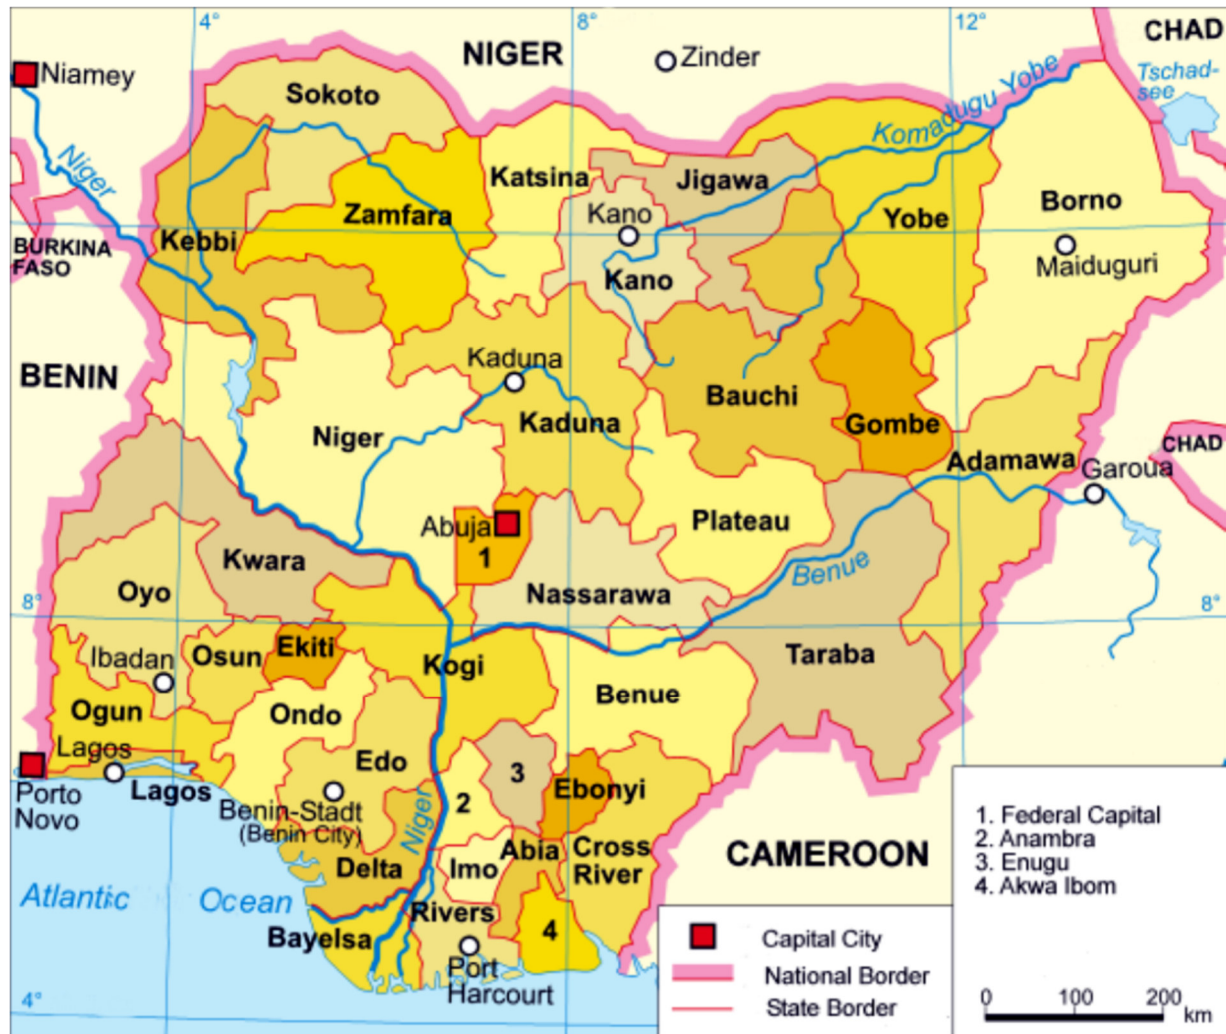 4°
8°
12°
CHAD
NIGER
Zinder
Tschad-
see
Niamey
Sokoto
Komadugu Yobe
Niger
Katsina
Jigawa
Zamfara
Kano
Yobe
Borno
BURKINA
FASO
Kebbi
Kano
Maiduguri
BENIN
Kaduna
Bauchi
Niger
Kaduna
Gombe
Adamawa
CHAD
Garoua
Abuja
1
Plateau
Kwara
Benue
Oyo
Nassarawa
8°
8°
Ibadan
Osun
Ekiti
Kogi
Taraba
Benue
Ogun
Ondo
Lagos
Edo
3
Porto
Novo
Lagos
Benin-Stadt
(Benin City)
Niger
2
Ebonyi
Delta
Imo
Abia
Cross
River
CAMEROON
Atlantic Ocean
Rivers
Bayelsa
4
Port
Harcourt
4°
1. Federal Capital
2. Anambra
3. Enugu
4. Akwa Ibom
Capital City
National Border
State Border
0 100 200 km